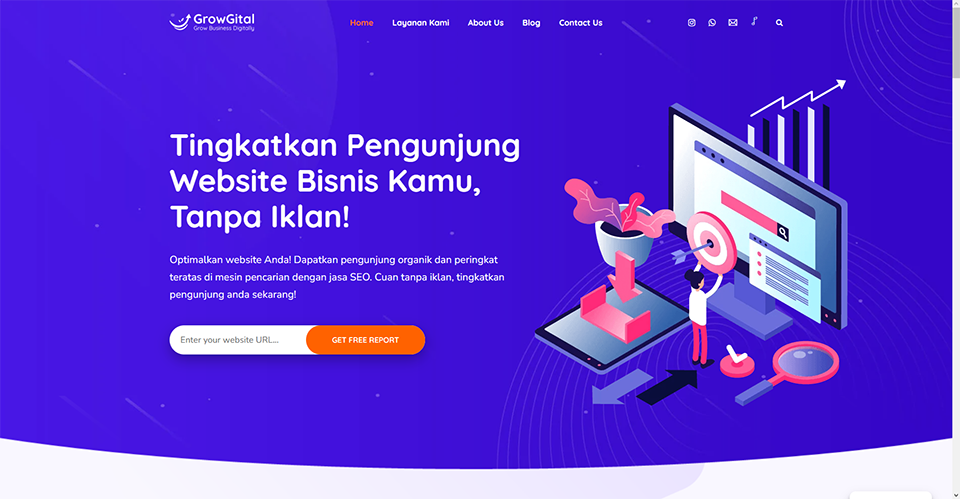 GrowGital
Grow Business Digitally
Home
Layanan Kami
About Us
Blog
Contact Us
Tingkatkan Pengunjung
Website Bisnis Kamu,
Tanpa Iklan!
Optimalkan website Anda! Dapatkan pengunjung organik dan peringkat
teratas di mesin pencarian dengan jasa SEO. Cuan tanpa iklan, tingkatkan
pengunjung anda sekarang!
Enter your website URL...
GET FREE REPORT